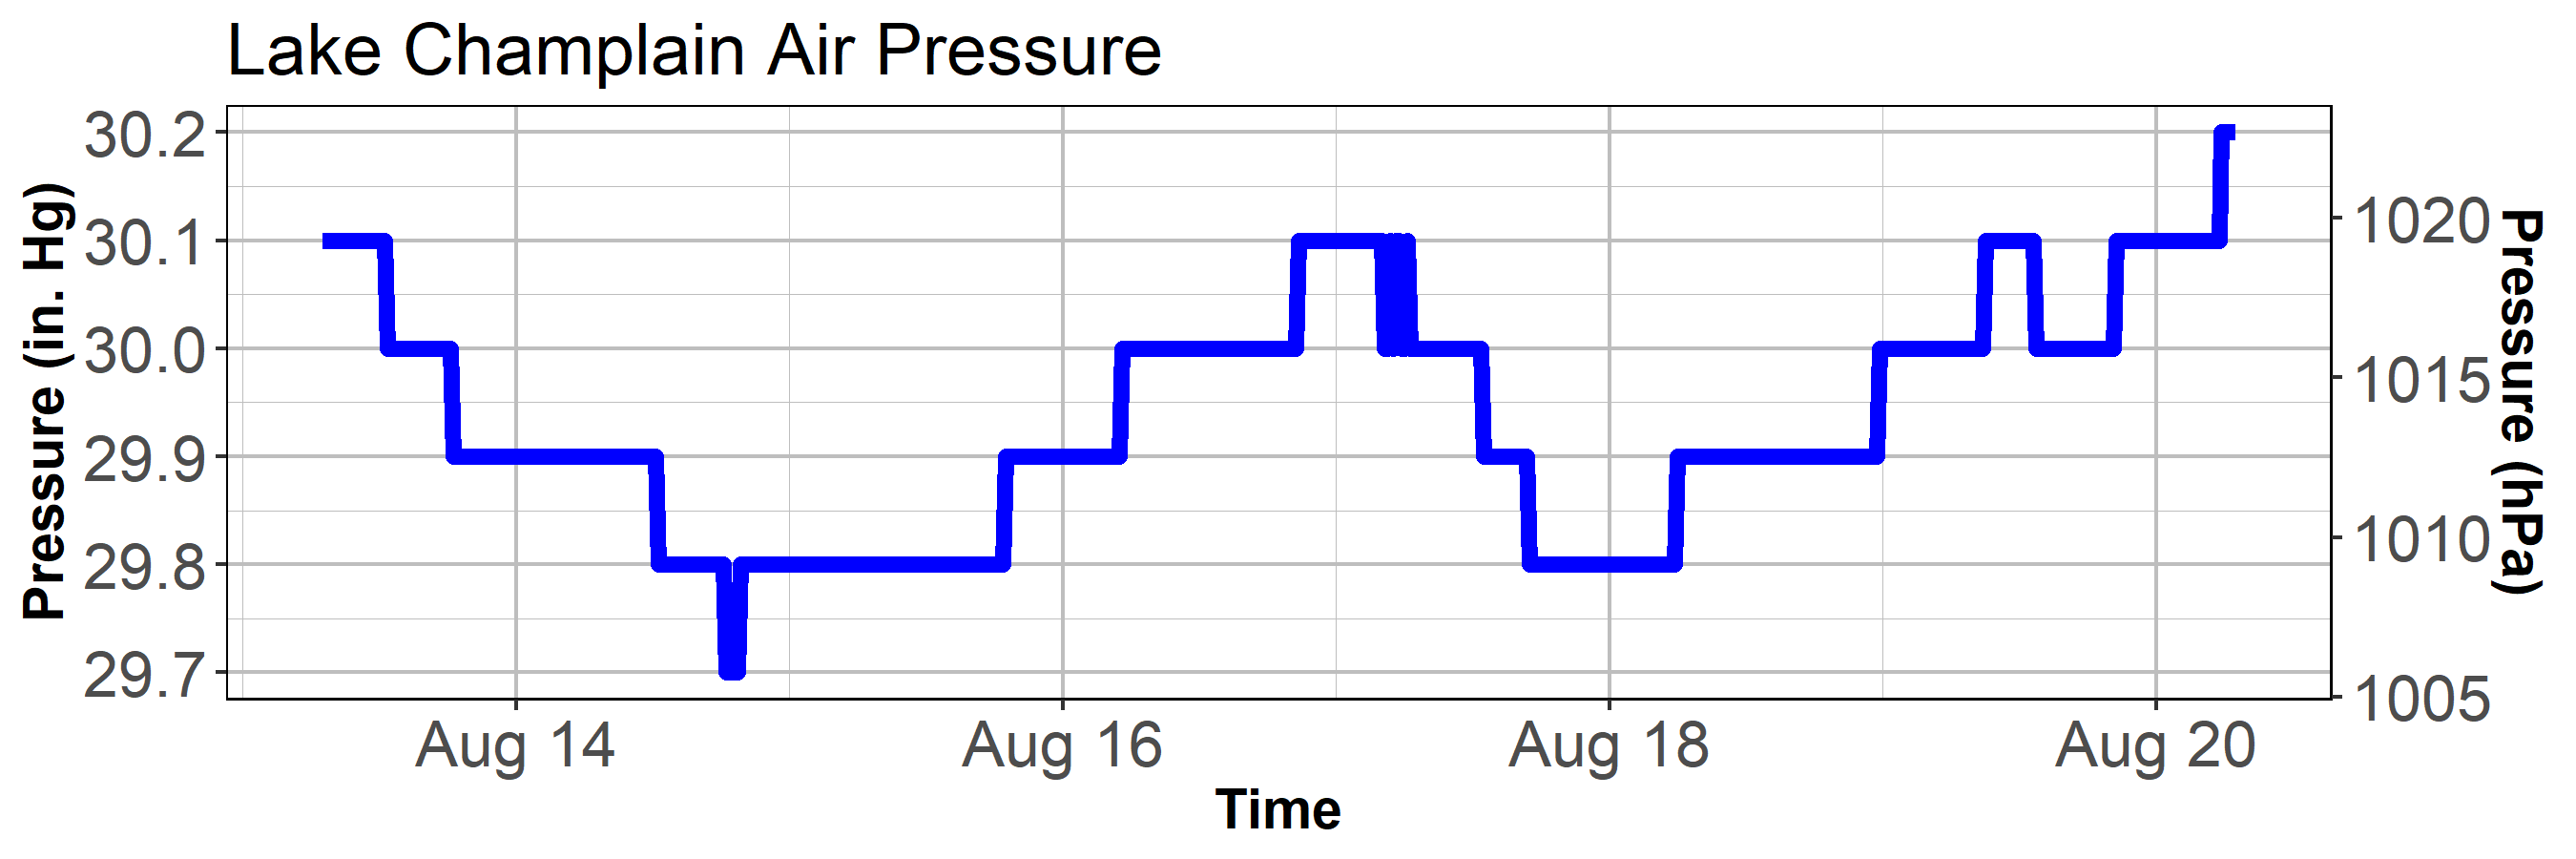 Lake Champlain Air Pressure
Pressure (in. Hg)
30.2
30.1
30.0
29.9
29.8
29.7
1020
1015
1010
1005
Pressure (hPa)
Aug 14 Aug 16 Aug 18 Aug 20
Time